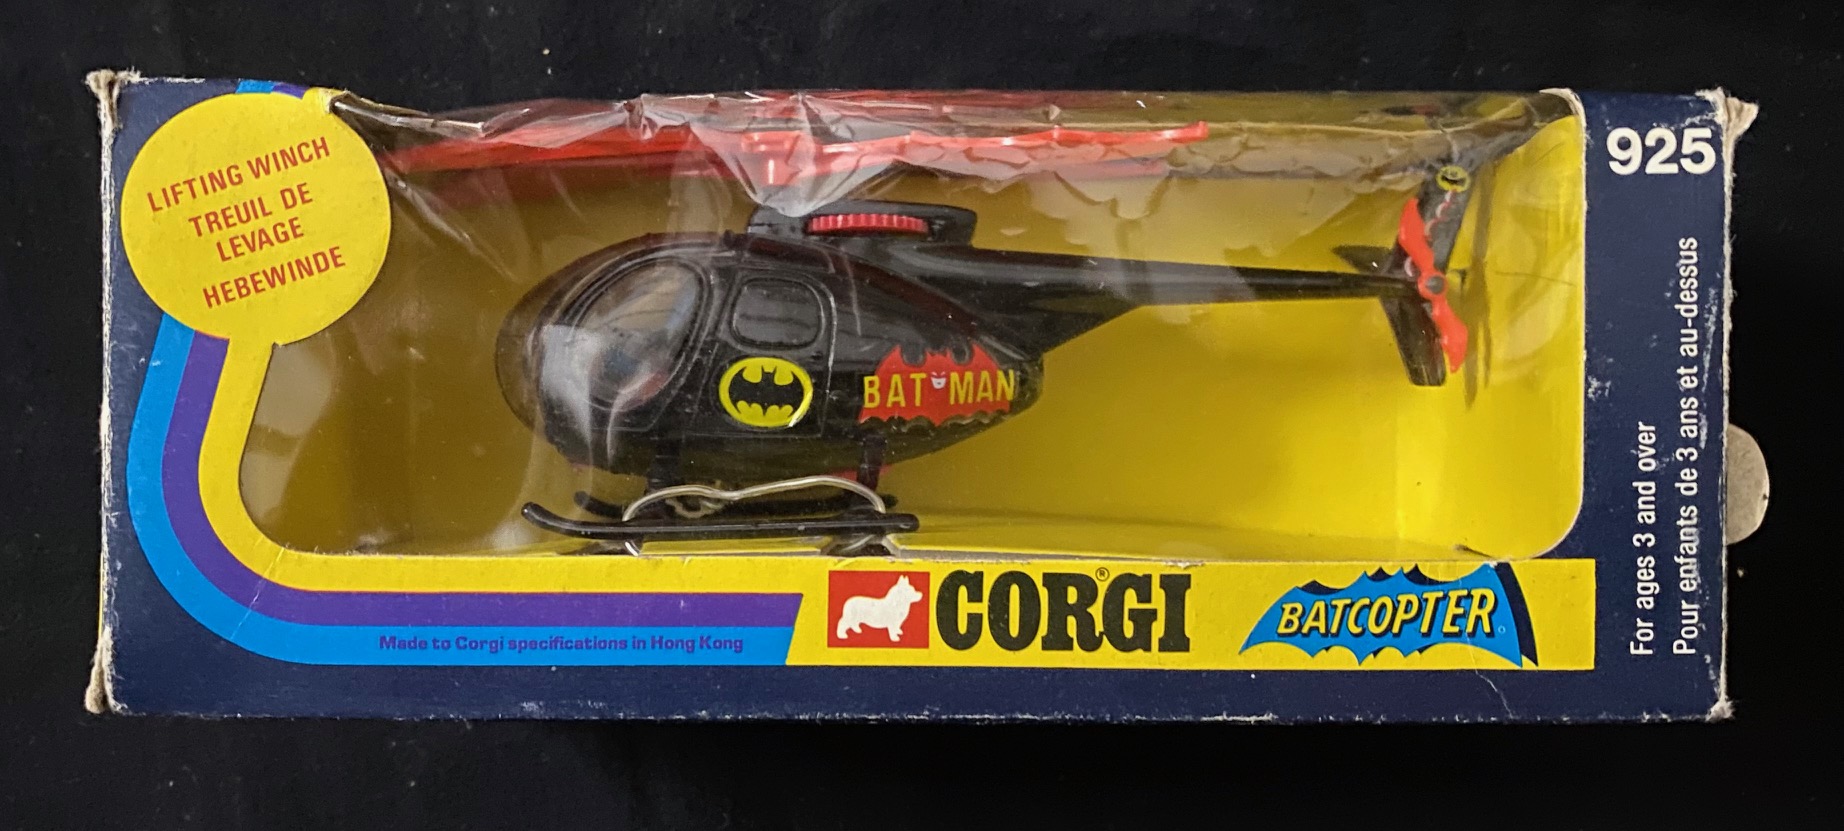 LIFTING WINCH
TREUIL DE
LEVAGE
HEBEWINDE
925
BATMAN
Made to Corgi specifications in Hong Kong
CORGI®
BATCOPTER
For ages 3 and over
Pour enfants de 3 ans et au-dessus